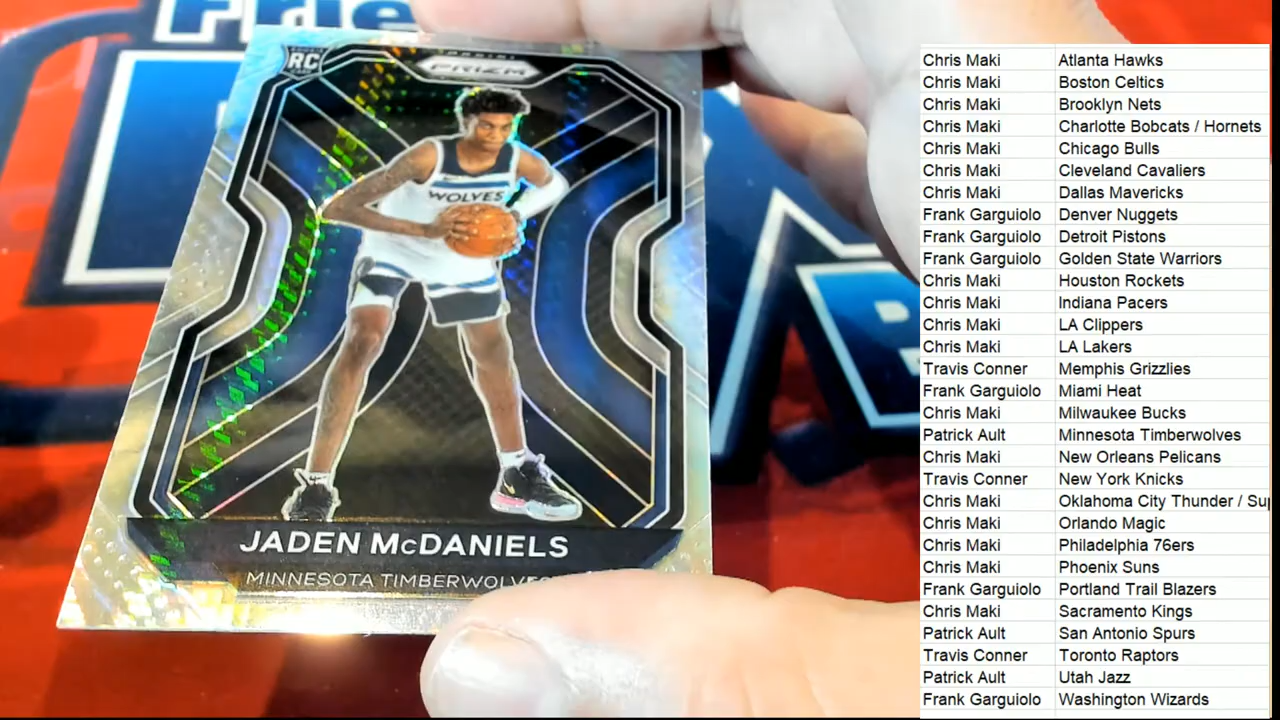 Frie
RC
PANINI
PRIZM
WOLVES
JADEN McDANIELS
MINNESOTA TIMBERWOLVES
Chris Maki Atlanta Hawks
Chris Maki Boston Celtics
Chris Maki Brooklyn Nets
Chris Maki Charlotte Bobcats / Hornets
Chris Maki Chicago Bulls
Chris Maki Cleveland Cavaliers
Chris Maki Dallas Mavericks
Frank Garguiolo Denver Nuggets
Frank Garguiolo Detroit Pistons
Frank Garguiolo Golden State Warriors
Chris Maki Houston Rockets
Chris Maki Indiana Pacers
Chris Maki LA Clippers
Chris Maki LA Lakers
Travis Conner Memphis Grizzlies
Frank Garguiolo Miami Heat
Chris Maki Milwaukee Bucks
Patrick Ault Minnesota Timberwolves
Chris Maki New Orleans Pelicans
Travis Conner New York Knicks
Chris Maki Oklahoma City Thunder / Sup
Chris Maki Orlando Magic
Chris Maki Philadelphia 76ers
Chris Maki Phoenix Suns
Frank Garguiolo Portland Trail Blazers
Chris Maki Sacramento Kings
Patrick Ault San Antonio Spurs
Travis Conner Toronto Raptors
Patrick Ault Utah Jazz
Frank Garguiolo Washington Wizards